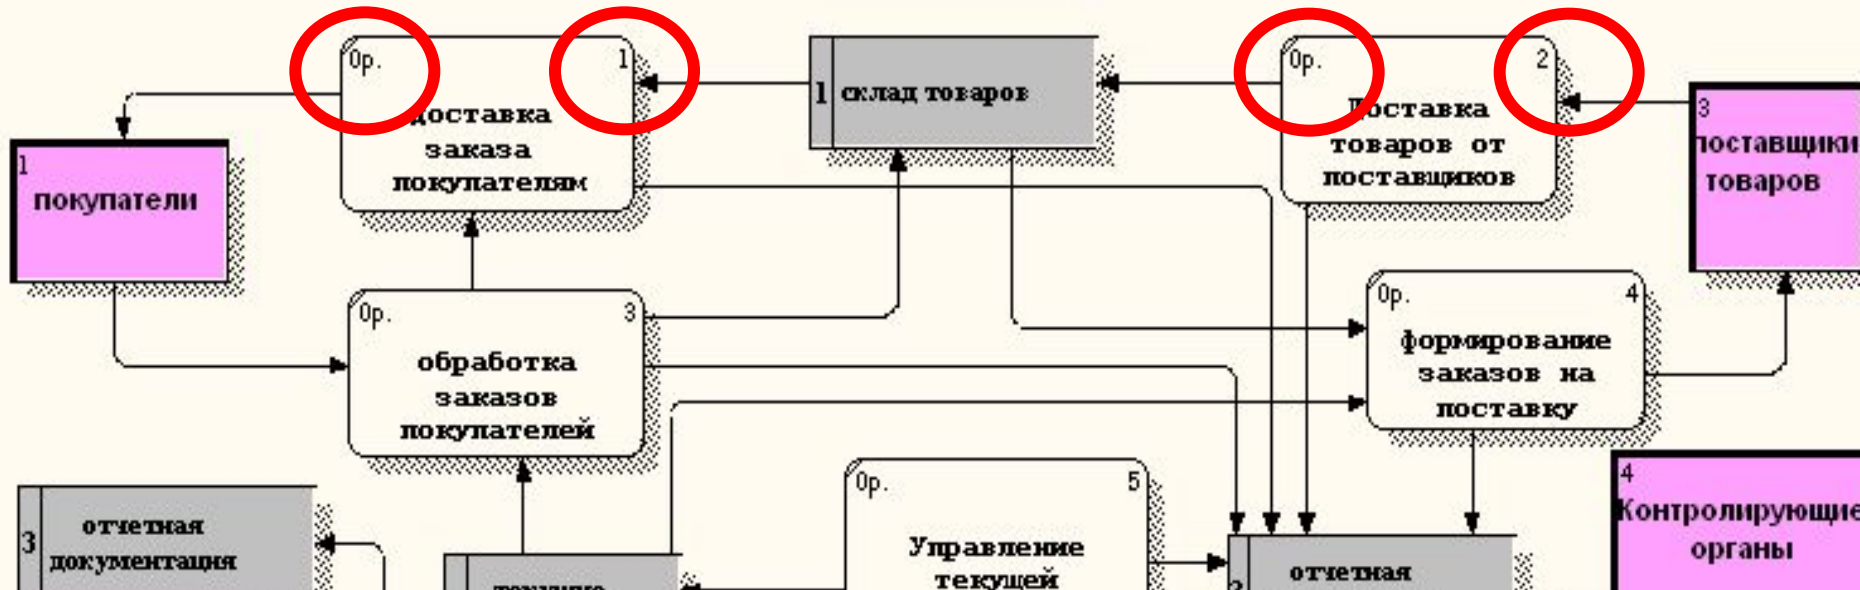 0р. 1
доставка
заказа
покупателям
1 склад товаров
0р. 2
Доставка
товаров от
поставщиков
3
поставщики
товаров
1
покупатели
0р. 3
обработка
заказов
покупателей
0р. 4
формирование
заказов на
поставку
0р. 5
Управление
текущей
4
Контролирующие
органы
3 отчетная
документация
отчетная